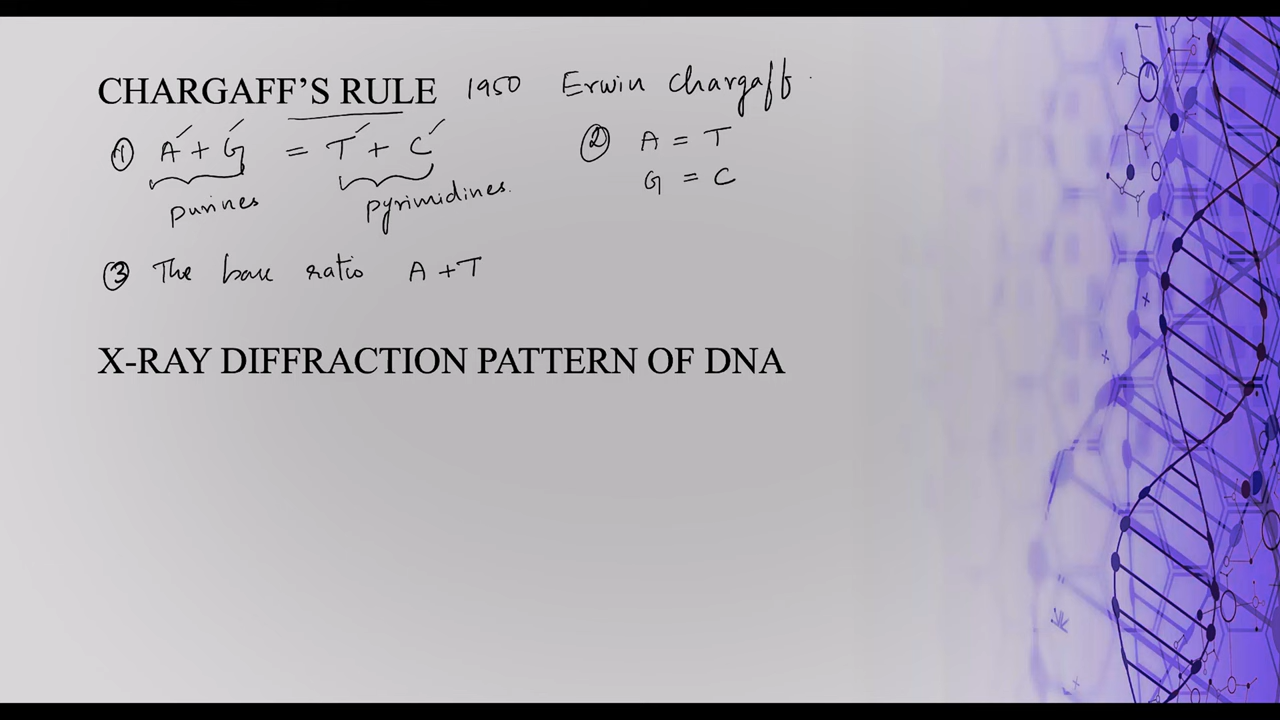 CHARGAFF'S RULE 1950 Erwin Chargaff
① A + G = T + C
purines pyrimidines.
② A = T
G = C
③ The base ratio A + T
X-RAY DIFFRACTION PATTERN OF DNA